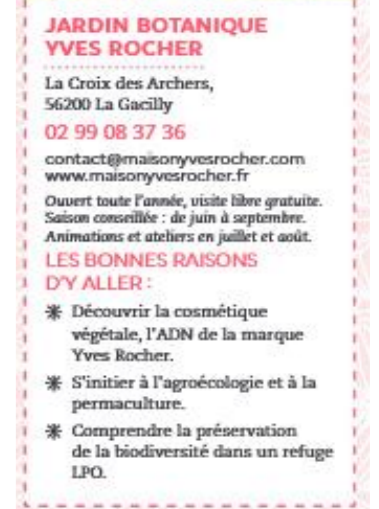 JARDIN BOTANIQUE
YVES ROCHER
La Croix des Archers,
56200 La Gacilly
02 99 08 37 36
contact@maisonyvesrocher.com
www.maisonyvesrocher.fr
Ouvert toute l'année, visite libre gratuite.
Saison conseillée : de juin à septembre.
Animations et ateliers en juillet et août.
LES BONNES RAISONS
D'Y ALLER :
✳ Découvrir la cosmétique
végétale, l'ADN de la marque
Yves Rocher.
✳ S'initier à l'agroécologie et à la
permaculture.
✳ Comprendre la préservation
de la biodiversité dans un refuge
LPO.